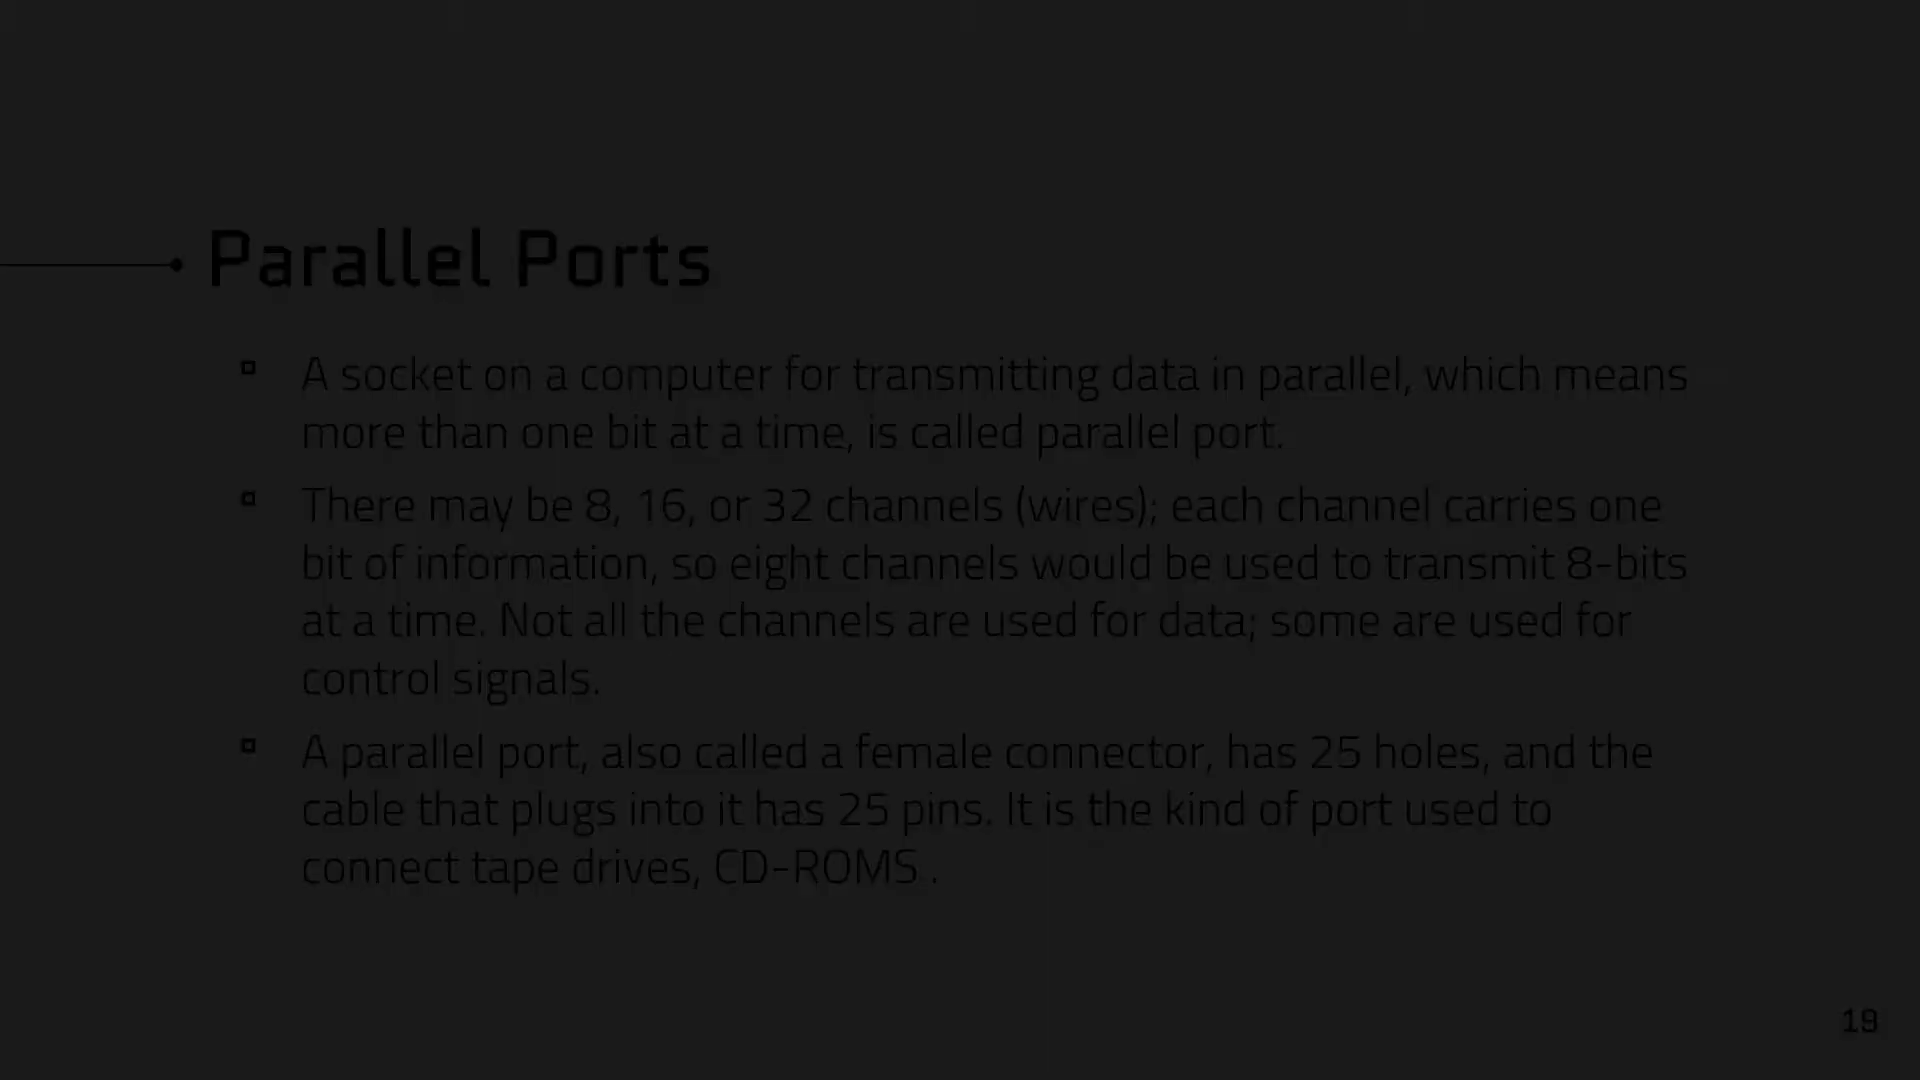 Parallel Ports
A socket on a computer for transmitting data in parallel, which means
more than one bit at a time, is called parallel port.
There may be 8, 16, or 32 channels (wires); each channel carries one
bit of information, so eight channels would be used to transmit 8-bits
at a time. Not all the channels are used for data; some are used for
control signals.
A parallel port, also called a female connector, has 25 holes, and the
cable that plugs into it has 25 pins. It is the kind of port used to
connect tape drives, CD-ROMS .
19